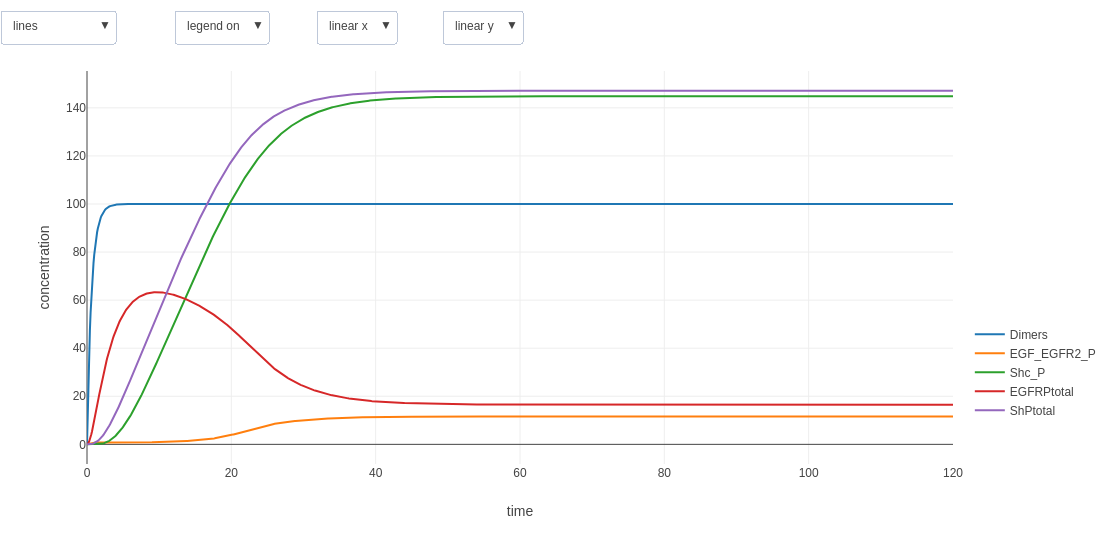 lines ▼ legend on ▼ linear x ▼ linear y ▼
140
120
100
80
60
40
20
0
concentration
0 20 40 60 80 100 120
time
Dimers
EGF_EGFR2_P
Shc_P
EGFRPtotal
ShPtotal